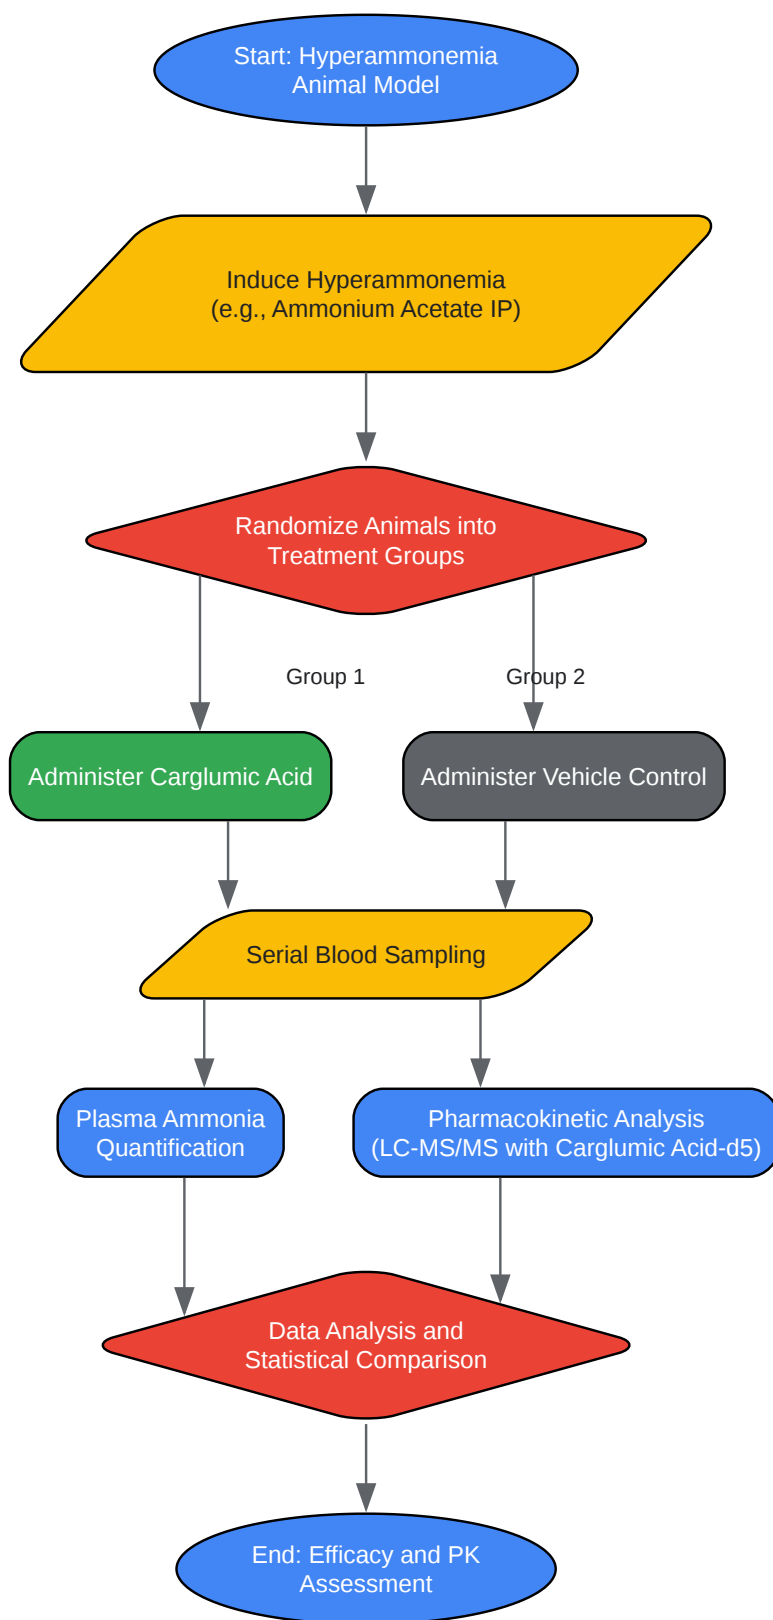 Start: Hyperammonemia
Animal Model
Induce Hyperammonemia
(e.g., Ammonium Acetate IP)
Randomize Animals into
Treatment Groups
Group 1
Group 2
Administer Carglumic Acid
Administer Vehicle Control
Serial Blood Sampling
Plasma Ammonia
Quantification
Pharmacokinetic Analysis
(LC-MS/MS with Carglumic Acid-d5)
Data Analysis and
Statistical Comparison
End: Efficacy and PK
Assessment